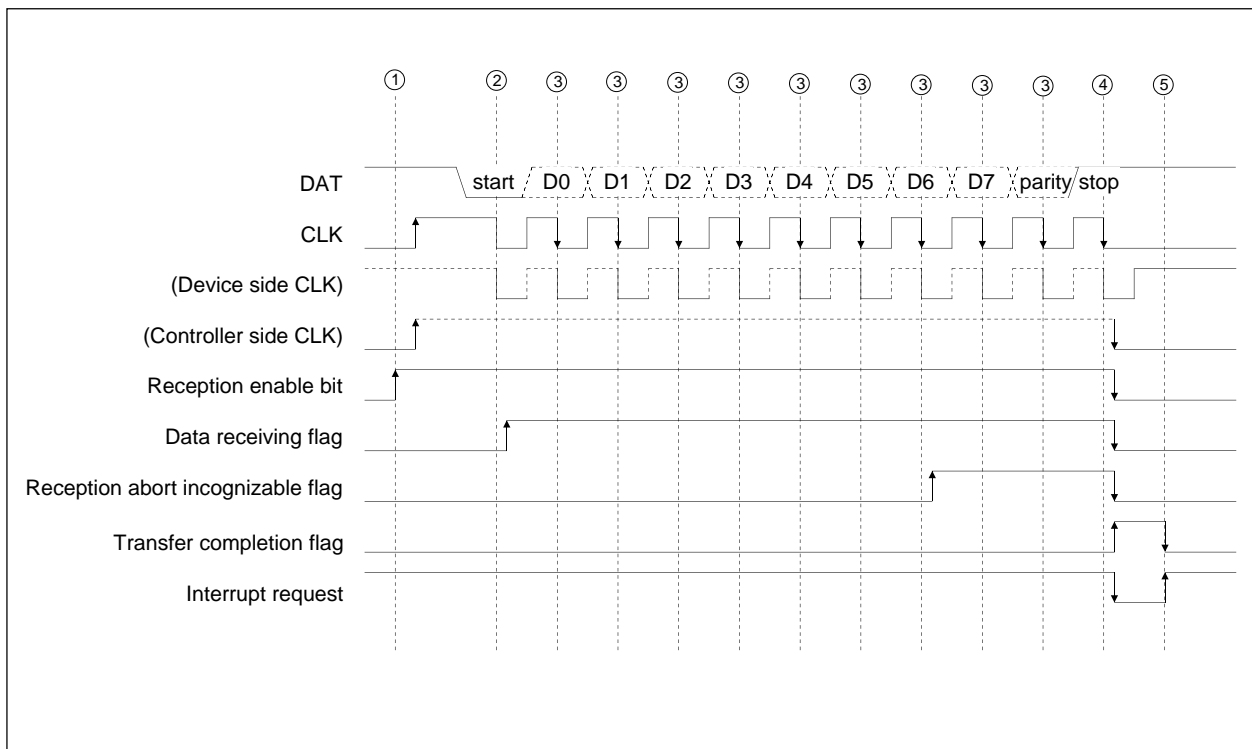 ① ② ③ ③ ③ ③ ③ ③ ③ ③ ③ ④ ⑤
DAT start D0 D1 D2 D3 D4 D5 D6 D7 parity stop
CLK
(Device side CLK)
(Controller side CLK)
Reception enable bit
Data receiving flag
Reception abort incognizable flag
Transfer completion flag
Interrupt request